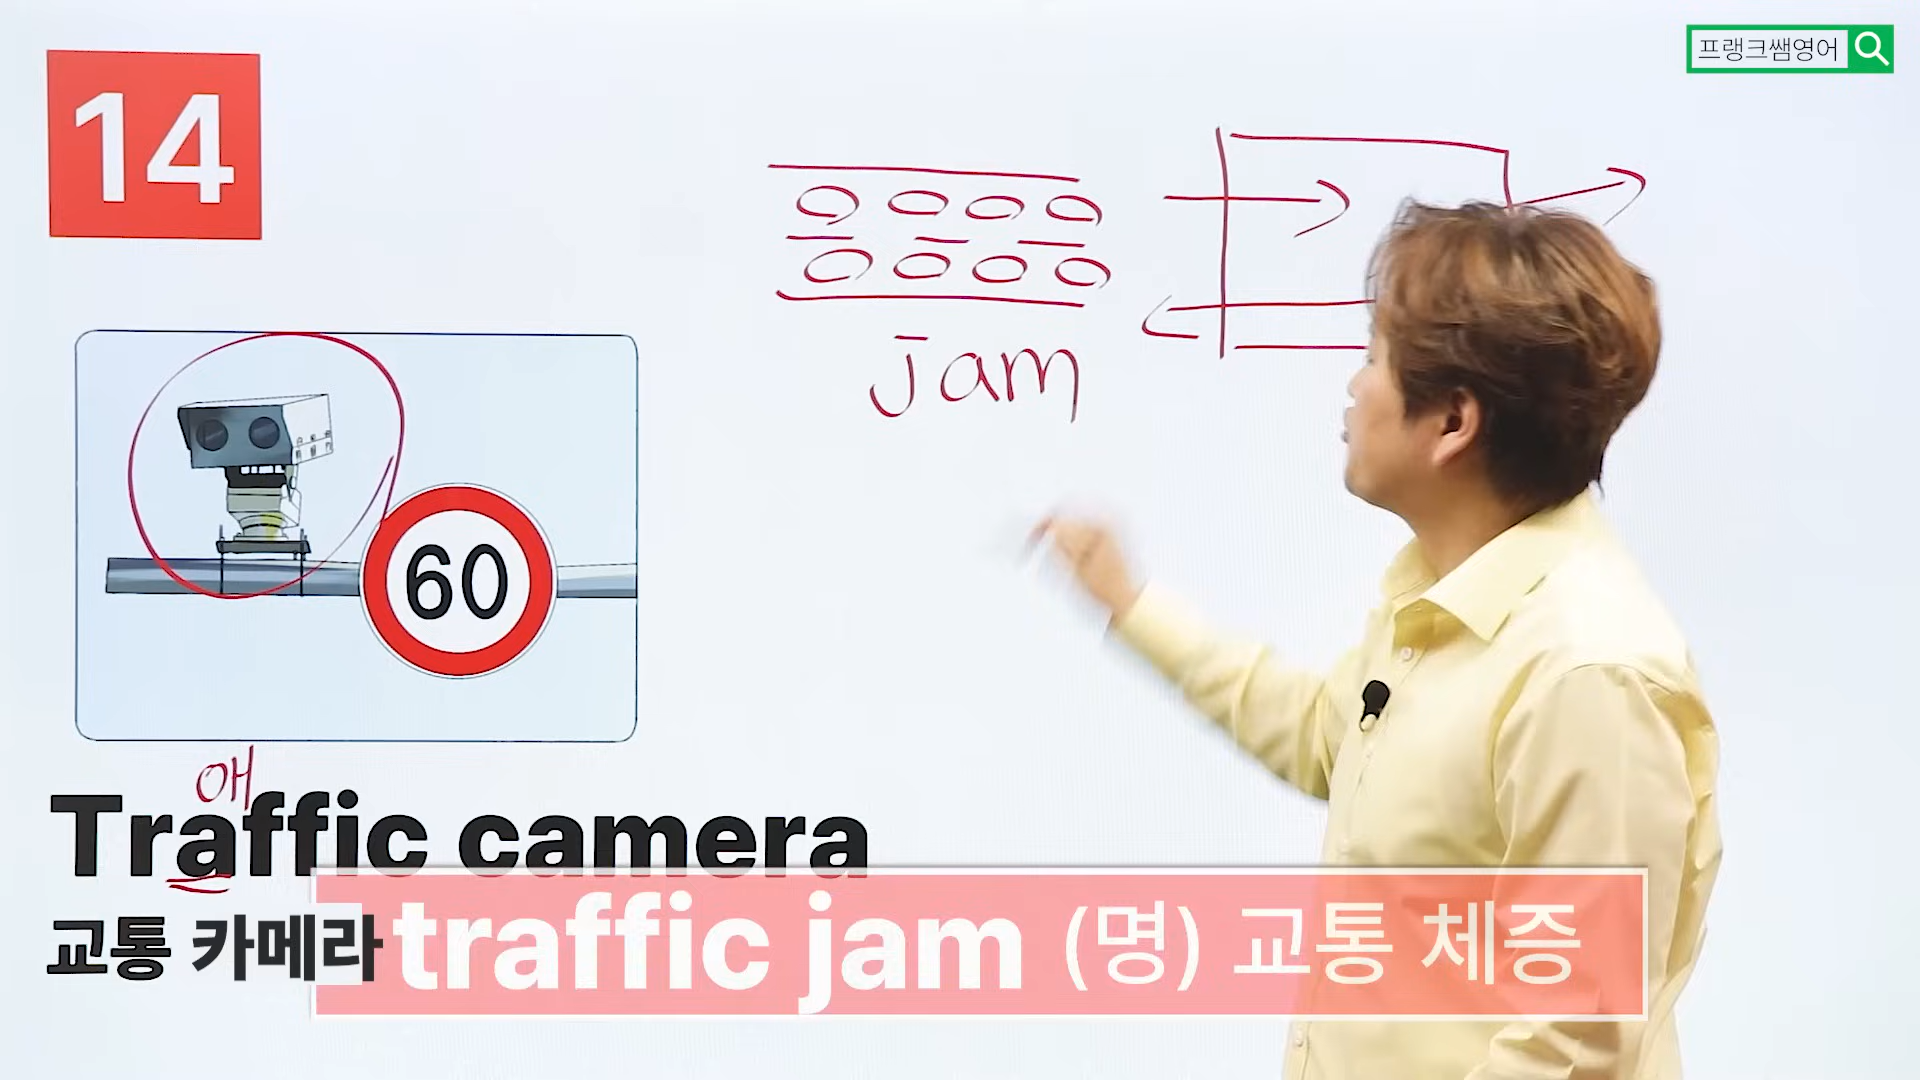 14
프랭크쌤영어
jam
60
애
Traffic camera
교통 카메라
traffic jam (명) 교통 체증